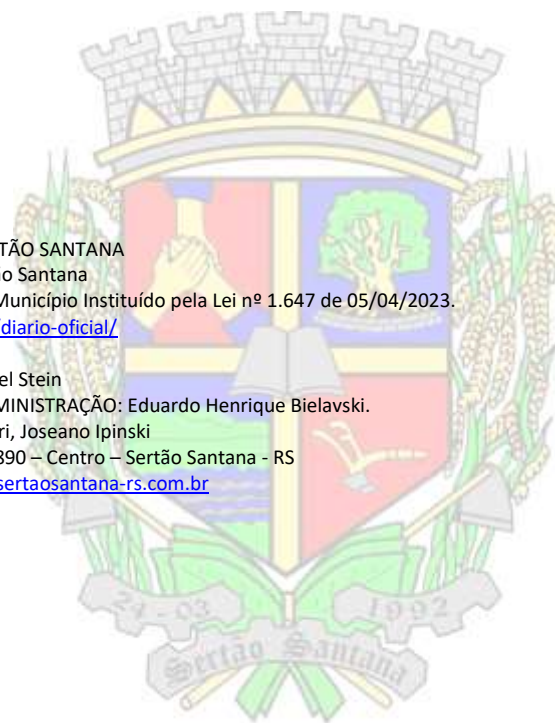 TÃO SANTANA
o Santana
Município Instituído pela Lei nº 1.647 de 05/04/2023.
/diario-oficial/
el Stein
MINISTRAÇÃO: Eduardo Henrique Bielavski.
ri, Joseano Ipinski
890 – Centro – Sertão Santana - RS
sertaosantana-rs.com.br
24-03 1992
Sertão Santana